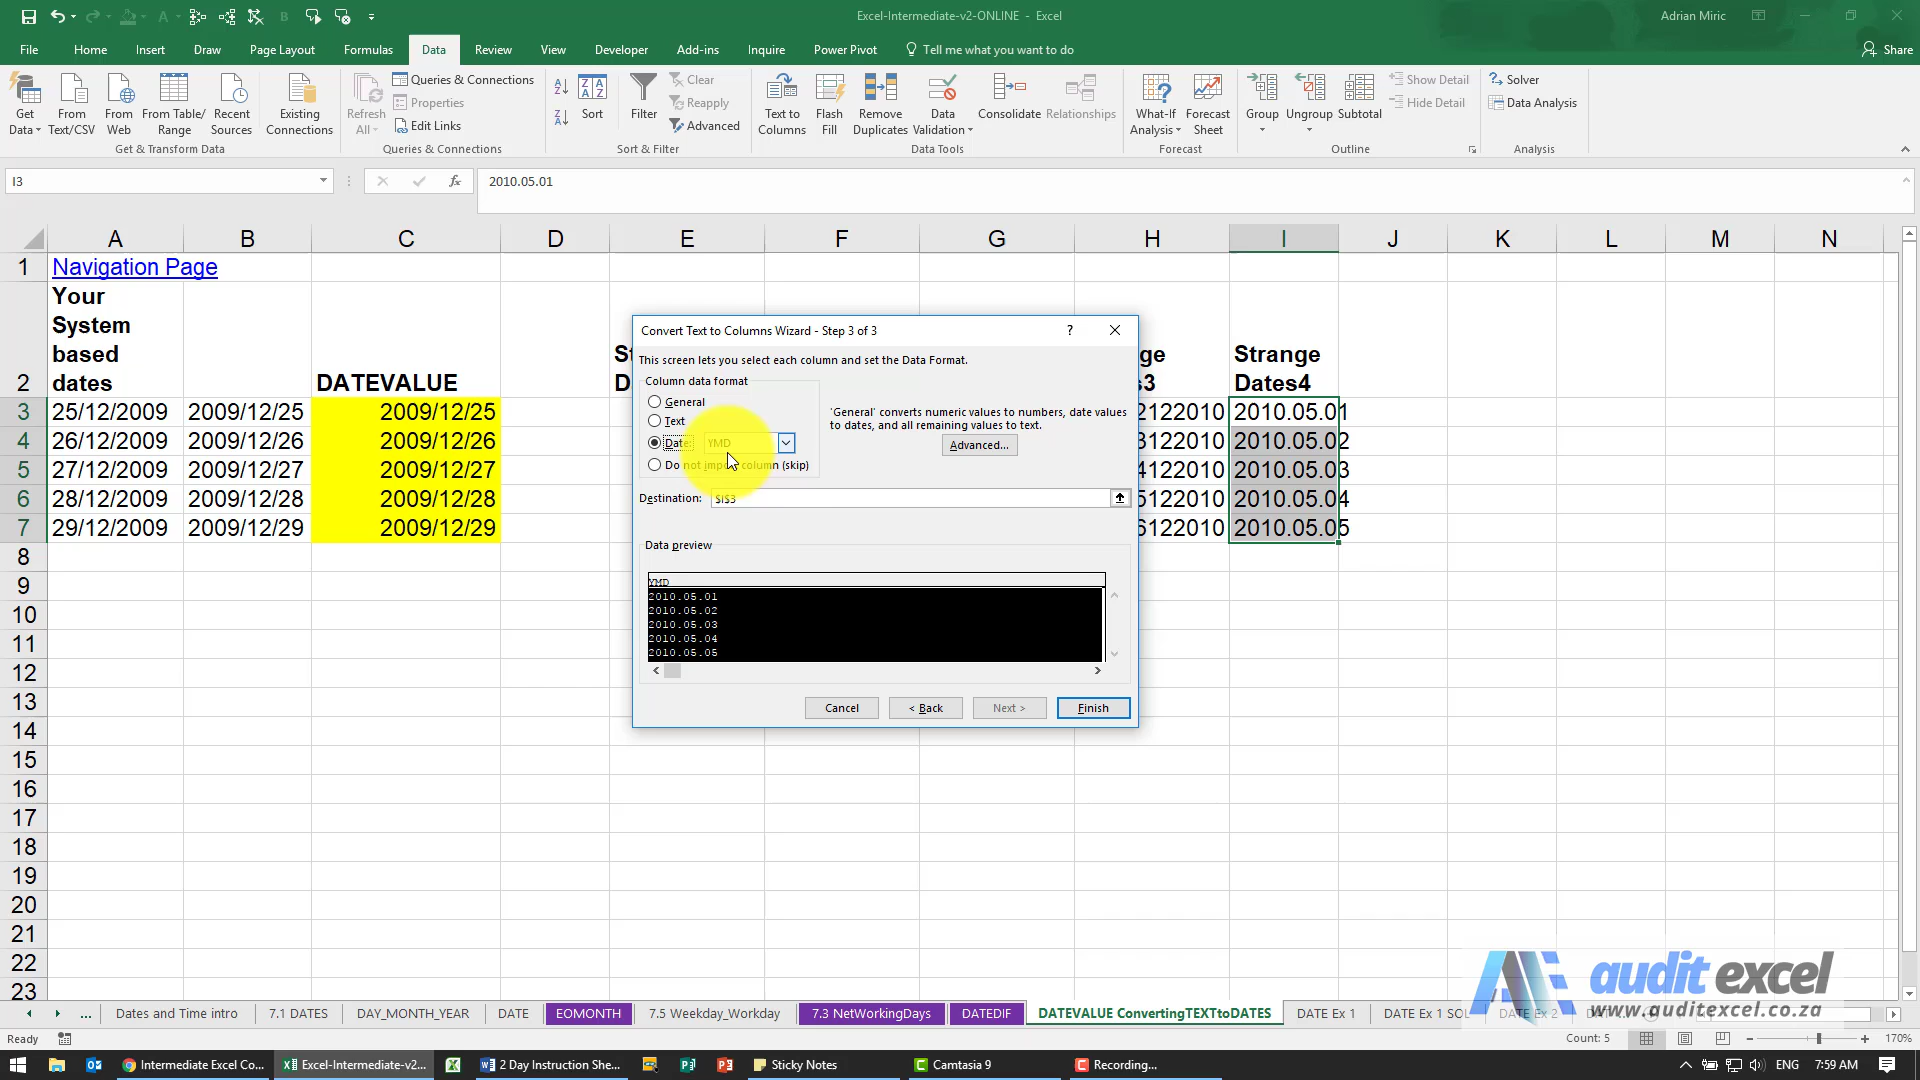 Excel-Intermediate-v2-ONLINE - Excel
Adrian Miric
File Home Insert Draw Page Layout Formulas Data Review View Developer Add-ins Inquire Power Pivot Tell me what you want to do Share
Get Data From Text/CSV From Web From Table/ Range Recent Sources Existing Connections
Get & Transform Data
Refresh All Queries & Connections Properties Edit Links
Queries & Connections
Sort Filter Clear Reapply Advanced
Sort & Filter
Text to Columns Flash Fill Remove Duplicates Data Validation Consolidate Relationships
Data Tools
What-If Analysis Forecast Sheet
Forecast
Group Ungroup Subtotal Show Detail Hide Detail
Outline
Solver Data Analysis
Analysis
I3 fx 2010.05.01
A B C D E F G H I J K L M N
1 Navigation Page
2 Your System based dates DATEVALUE Strange Dates4
3 25/12/2009 2009/12/25 2009/12/25 2010.05.01
4 26/12/2009 2009/12/26 2009/12/26 2010.05.02
5 27/12/2009 2009/12/27 2009/12/27 2010.05.03
6 28/12/2009 2009/12/28 2009/12/28 2010.05.04
7 29/12/2009 2009/12/29 2009/12/29 2010.05.05
8
9
10
11
12
13
14
15
16
17
18
19
20
21
22
23
Convert Text to Columns Wizard - Step 3 of 3 ?
This screen lets you select each column and set the Data Format.
Column data format
General
Text
Date: YMD
Do not import column (skip)
'General' converts numeric values to numbers, date values
to dates, and all remaining values to text.
Advanced...
Destination: $I$3
Data preview
YMD
2010.05.01
2010.05.02
2010.05.03
2010.05.04
2010.05.05
Cancel < Back Next > Finish
audit excel
www.auditexcel.co.za
... Dates and Time intro 7.1 DATES DAY_MONTH_YEAR DATE EOMONTH 7.5 Weekday_Workday 7.3 NetWorkingDays DATEDIF DATEVALUE ConvertingTEXTtoDATES DATE Ex 1 DATE Ex 1 SOL DATE Ex 2
Ready Count: 5 170%
Intermediate Excel Co... Excel-Intermediate-v2... 2 Day Instruction She... Sticky Notes Camtasia 9 Recording... ENG 7:59 AM